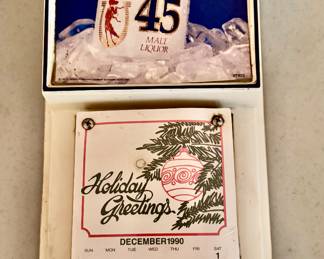 45
MALT
LIQUOR
Holiday
Greetings
DECEMBER 1990
SUN MON TUE WED THU FRI SAT
1